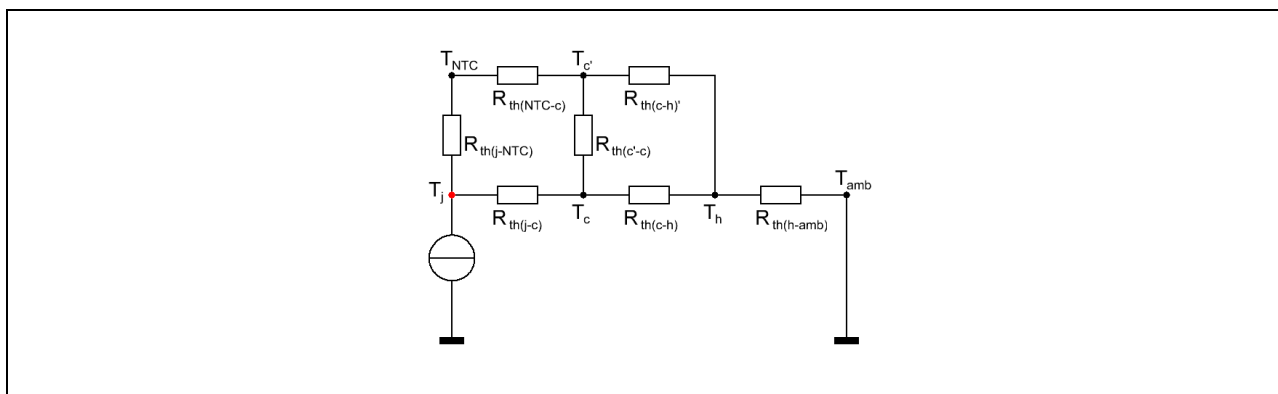 T_NTC T_c'
R_th(NTC-c) R_th(c-h)'
R_th(j-NTC) R_th(c'-c)
T_j T_amb
R_th(j-c) T_c R_th(c-h) T_h R_th(h-amb)